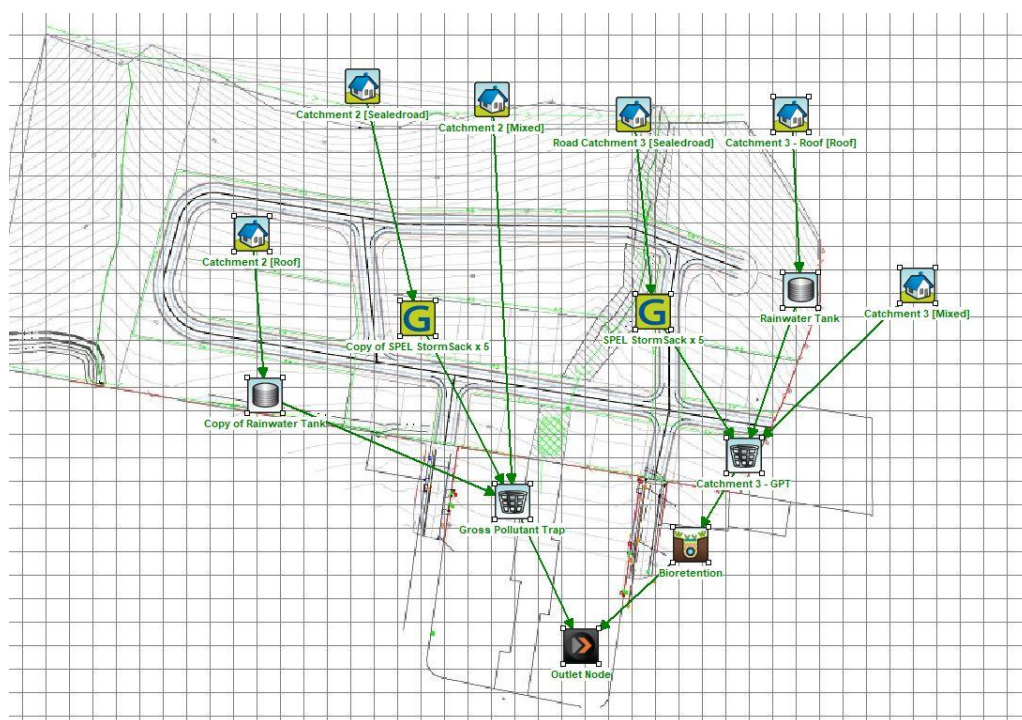 Catchment 2 [Sealedroad]
Catchment 2 [Mixed]
Road Catchment 3 [Sealedroad]
Catchment 3 - Roof [Roof]
Catchment 2 [Roof]
Rainwater Tank
Catchment 3 [Mixed]
G
G
Copy of SPEL StormSack x 5
SPEL StormSack x 5
Copy of Rainwater Tank
Catchment 3 - GPT
Gross Pollutant Trap
Bioretention
Outlet Node